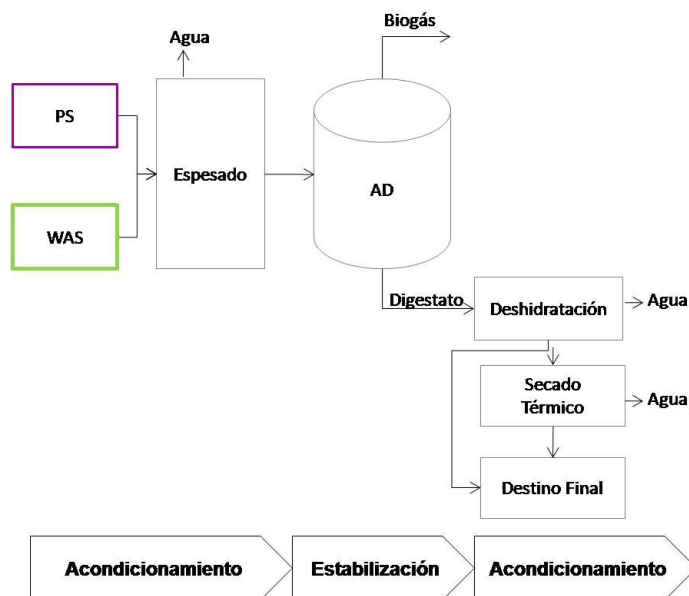 Biogás
Agua
PS
Espesado
AD
WAS
Digestato
Deshidratación
Agua
Secado
Térmico
Agua
Destino Final
Acondicionamiento
Estabilización
Acondicionamiento